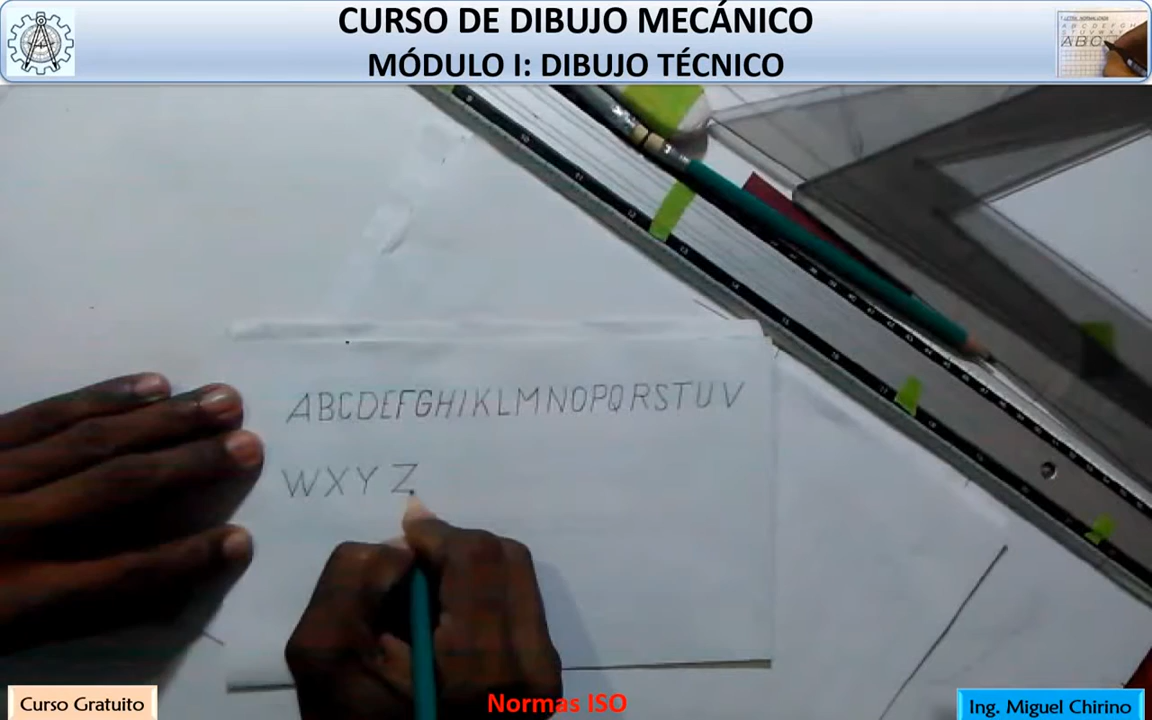 CURSO DE DIBUJO MECÁNICO
MÓDULO I: DIBUJO TÉCNICO
ABCDEFGHIKLMNOPQRSTUV
WXYZ
Curso Gratuito
Normas ISO
Ing. Miguel Chirino